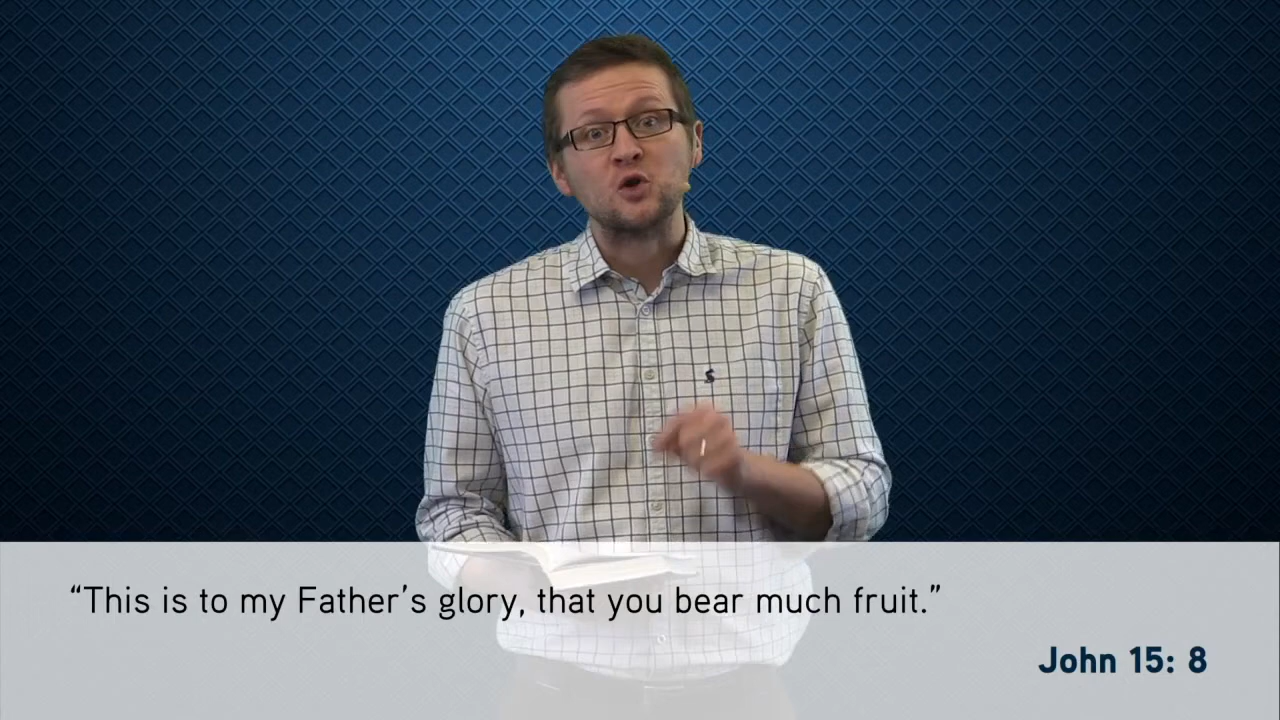 “This is to my Father’s glory, that you bear much fruit.”
John 15: 8